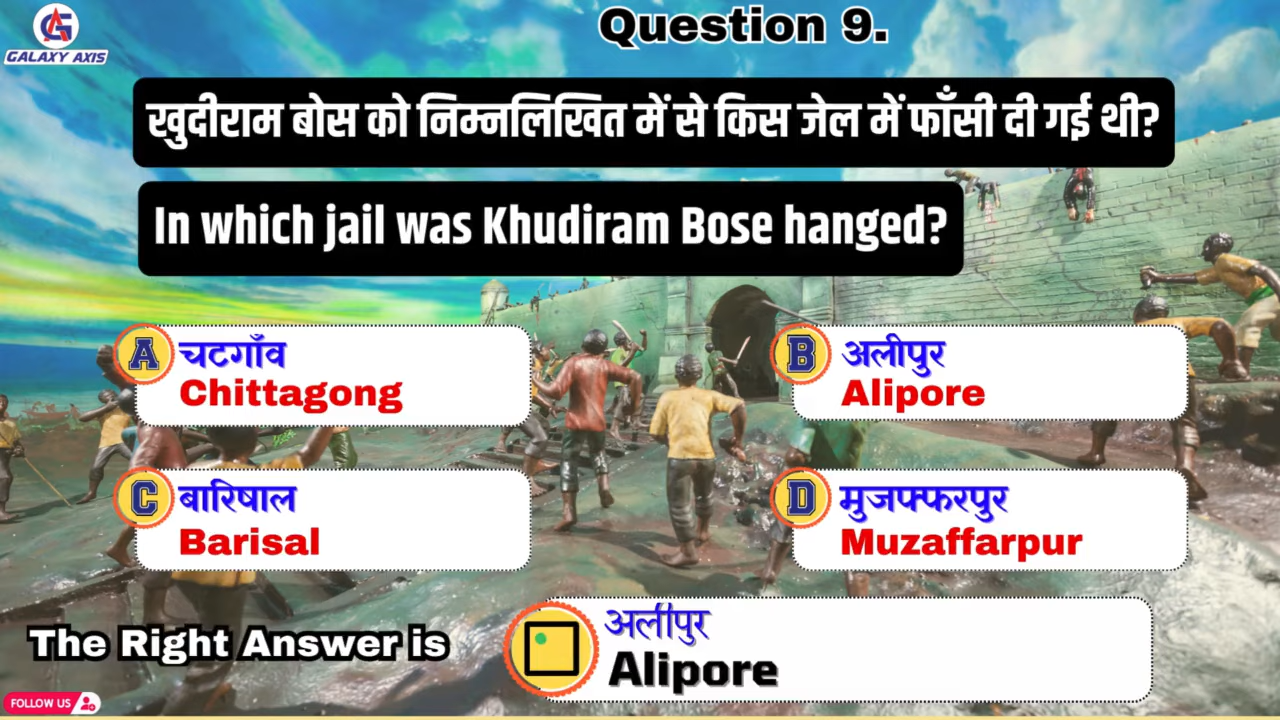 GALAXY AXIS
Question 9.
खुदीराम बोस को निम्नलिखित में से किस जेल में फाँसी दी गई थी?
In which jail was Khudiram Bose hanged?
A चटगाँव
Chittagong
B अलीपुर
Alipore
C बारिषाल
Barisal
D मुजफ्फरपुर
Muzaffarpur
The Right Answer is
अलीपुर
Alipore
FOLLOW US